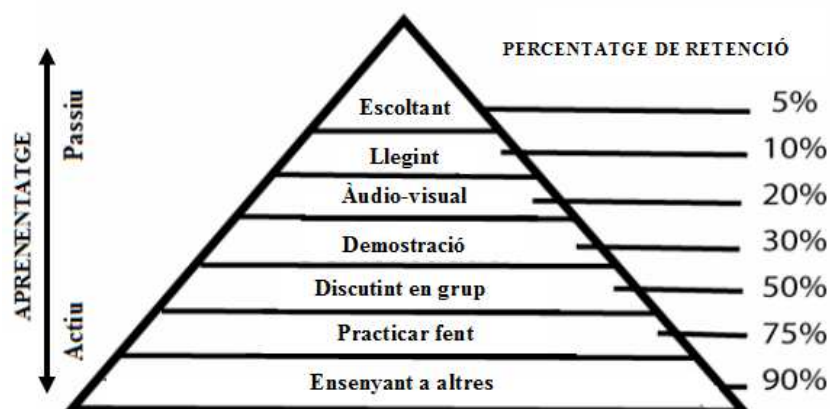 PERCENTATGE DE RETENCIÓ
APRENENTATGE
Passiu
Actiu
Escoltant 5%
Llegint 10%
Àudio-visual 20%
Demostració 30%
Discutint en grup 50%
Practicar fent 75%
Ensenyant a altres 90%